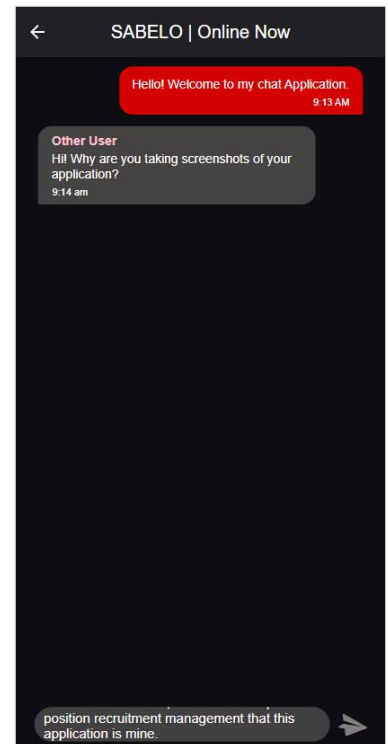 SABELO | Online Now
Hello! Welcome to my chat Application.
9:13 AM
Other User
Hi! Why are you taking screenshots of your
application?
9:14 am
position recruitment management that this
application is mine.